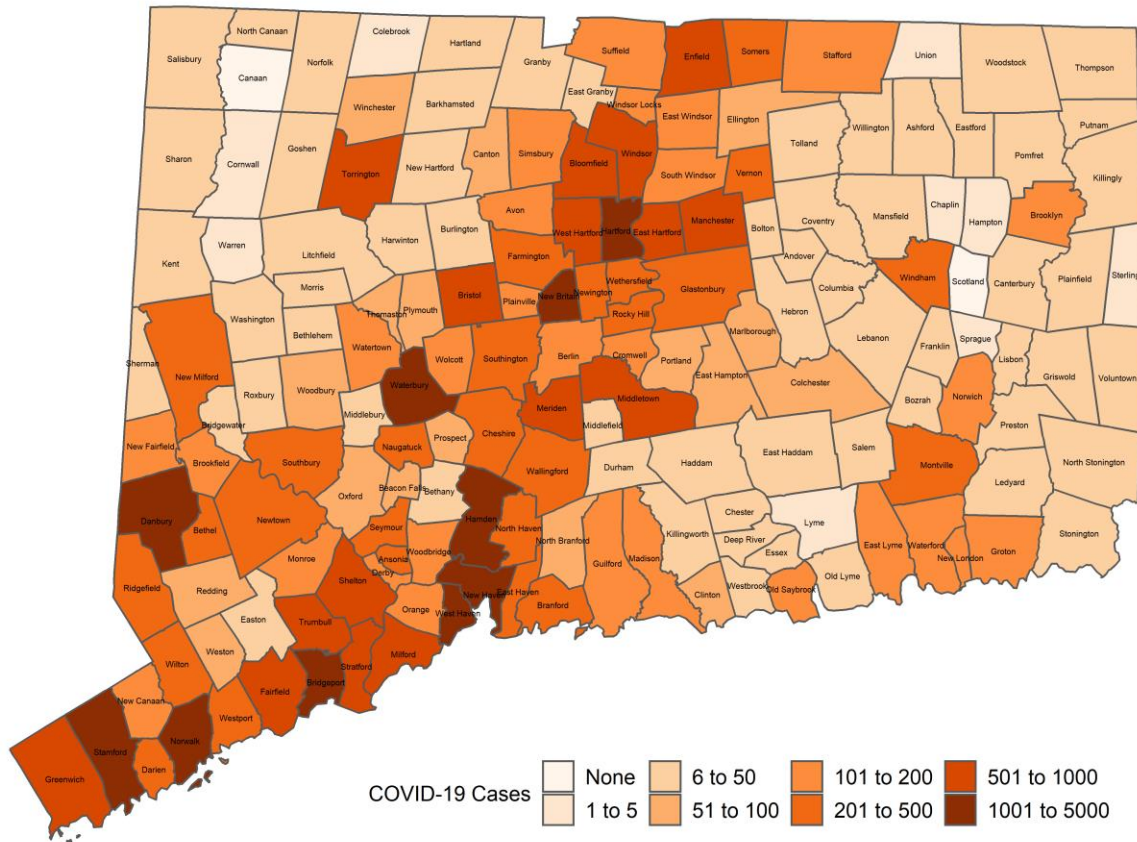 Colebrook
North Canaan
Hartland
Suffield
Enfield
Somers
Stafford
Union
Salisbury
Canaan
Norfolk
Granby
Woodstock
Thompson
East Granby
Winchester
Barkhamsted
Windsor Locks
East Windsor
Ellington
Willington
Ashford
Eastford
Putnam
Sharon
Cornwall
Goshen
Torrington
New Hartford
Canton
Simsbury
Bloomfield
Windsor
South Windsor
Vernon
Tolland
Pomfret
Killingly
Avon
West Hartford
Hartford
East Hartford
Manchester
Bolton
Coventry
Mansfield
Chaplin
Hampton
Brooklyn
Kent
Warren
Litchfield
Harwinton
Burlington
Farmington
Andover
Windham
Scotland
Canterbury
Plainfield
Sterling
Morris
Bristol
Plainville
New Britain
Newington
Wethersfield
Glastonbury
Columbia
Hebron
Washington
Bethlehem
Thomaston
Plymouth
Rocky Hill
Marlborough
Lebanon
Franklin
Sprague
Lisbon
Griswold
Voluntown
Sherman
New Milford
Roxbury
Woodbury
Watertown
Wolcott
Southington
Berlin
Cromwell
Portland
East Hampton
Colchester
Bozrah
Norwich
Preston
Waterbury
Meriden
Middletown
Middlefield
Bridgewater
Middlebury
New Fairfield
Brookfield
Southbury
Naugatuck
Prospect
Cheshire
Wallingford
Durham
Haddam
East Haddam
Salem
Montville
North Stonington
Ledyard
Danbury
Bethel
Newtown
Oxford
Beacon Falls
Bethany
Hamden
North Haven
Chester
Lyme
Seymour
Woodbridge
North Branford
Killingworth
Deep River
Essex
East Lyme
Waterford
New London
Groton
Stonington
Monroe
Ansonia
Derby
Guilford
Madison
Ridgefield
Redding
Shelton
Orange
West Haven
New Haven
East Haven
Branford
Clinton
Westbrook
Old Saybrook
Old Lyme
Easton
Trumbull
Milford
Wilton
Weston
Stratford
Bridgeport
Fairfield
New Canaan
Westport
Norwalk
Stamford
Darien
Greenwich
COVID-19 Cases
None
1 to 5
6 to 50
51 to 100
101 to 200
201 to 500
501 to 1000
1001 to 5000